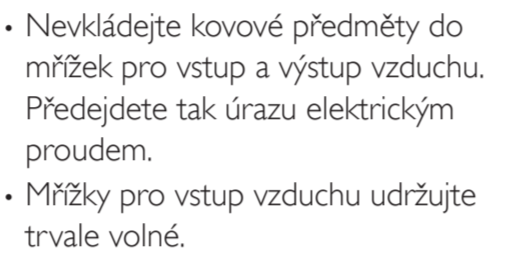 • Nevkládejte kovové předměty do
mřížek pro vstup a výstup vzduchu.
Předejdete tak úrazu elektrickým
proudem.
• Mřížky pro vstup vzduchu udržujte
trvale volné.